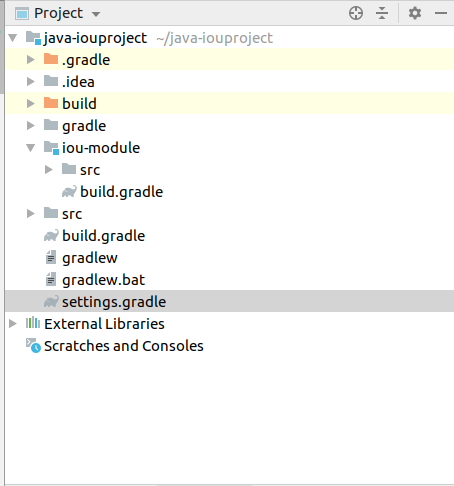 Project
java-iouproject ~/java-iouproject
.gradle
.idea
build
gradle
iou-module
src
build.gradle
src
build.gradle
gradlew
gradlew.bat
settings.gradle
External Libraries
Scratches and Consoles